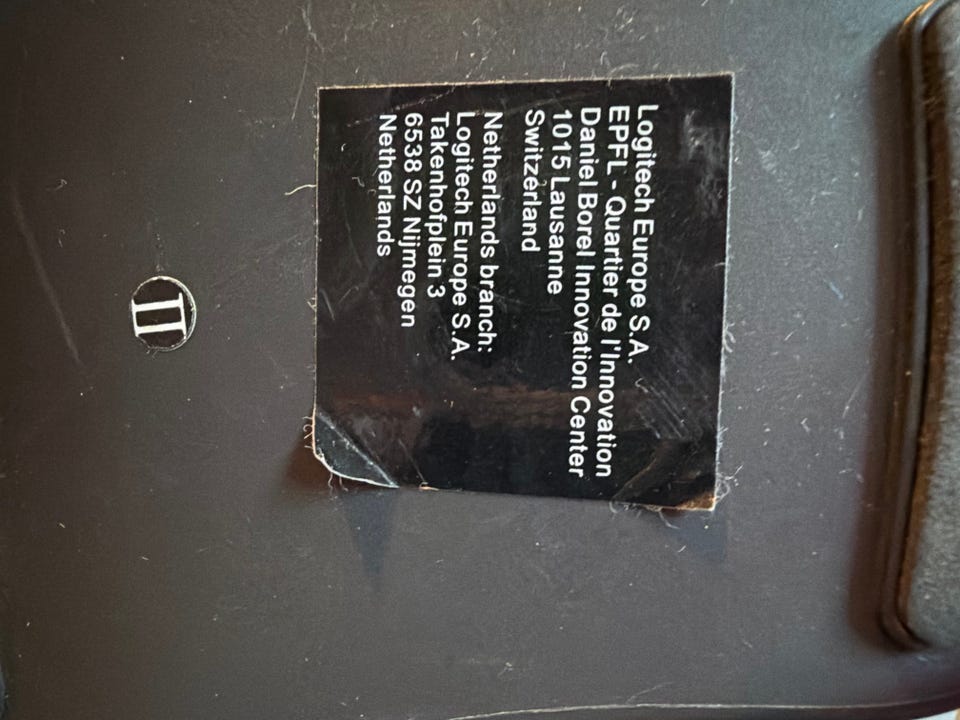 Logitech Europe S.A.
EPFL - Quartier de l'Innovation
Daniel Borel Innovation Center
1015 Lausanne
Switzerland
Netherlands branch:
Logitech Europe S.A.
Takenhofplein 3
6538 SZ Nijmegen
Netherlands
II